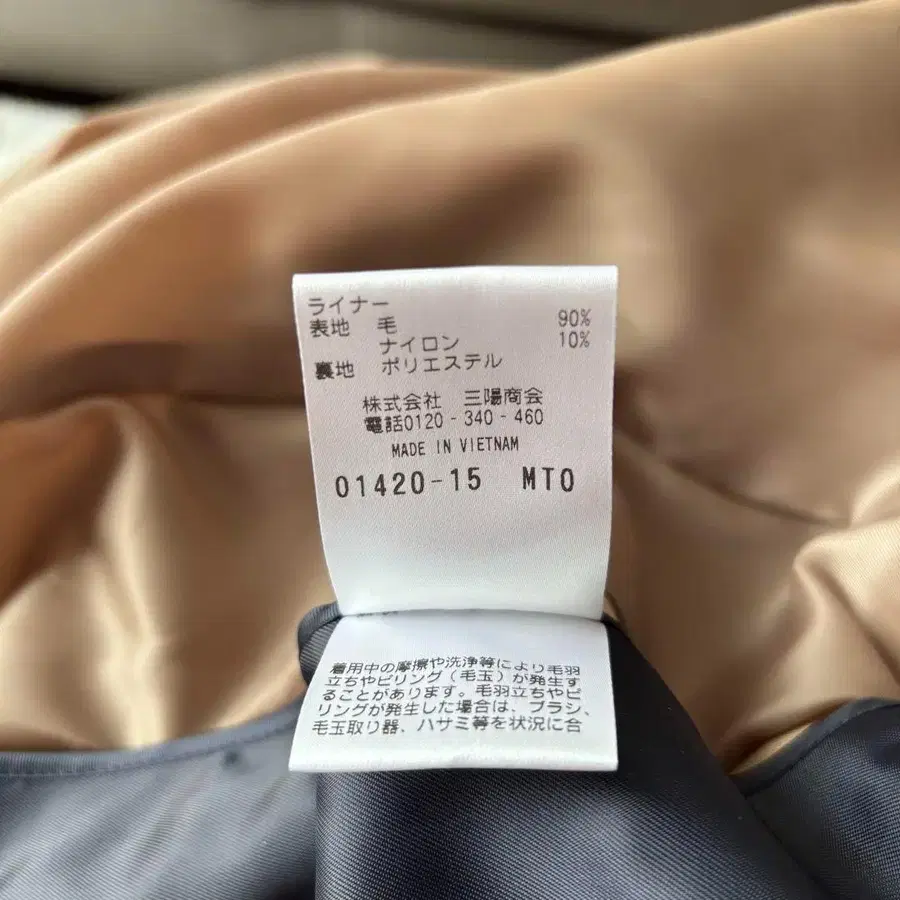 ライナー
表地 毛 90%
ナイロン 10%
裏地 ポリエステル
株式会社 三陽商会
電話0120-340-460
MADE IN VIETNAM
01420-15 MTO
着用中の摩擦や洗浄等により毛羽
立ちやピリング(毛玉)が発生す
ることがあります。毛羽立ちやピ
リングが発生した場合は、ブラシ、
毛玉取り器、ハサミ等を状況に合